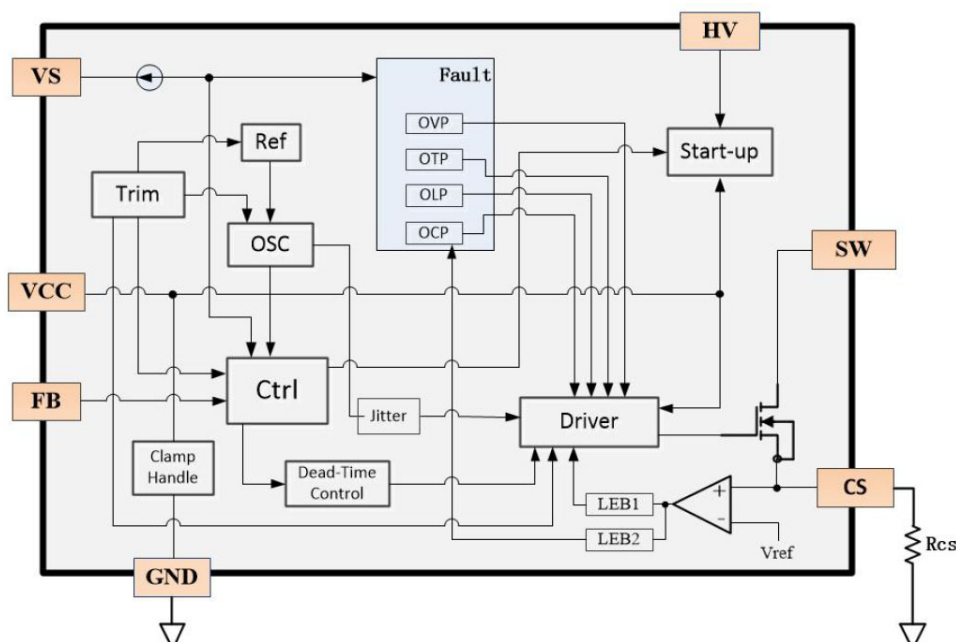 HV
VS
Fault
OVP
OTP
OLP
OCP
Ref
Start-up
Trim
OSC
SW
VCC
Ctrl
FB
Jitter
Driver
Clamp
Handle
Dead-Time
Control
LEB1
LEB2
+
-
Vref
CS
Rcs
GND